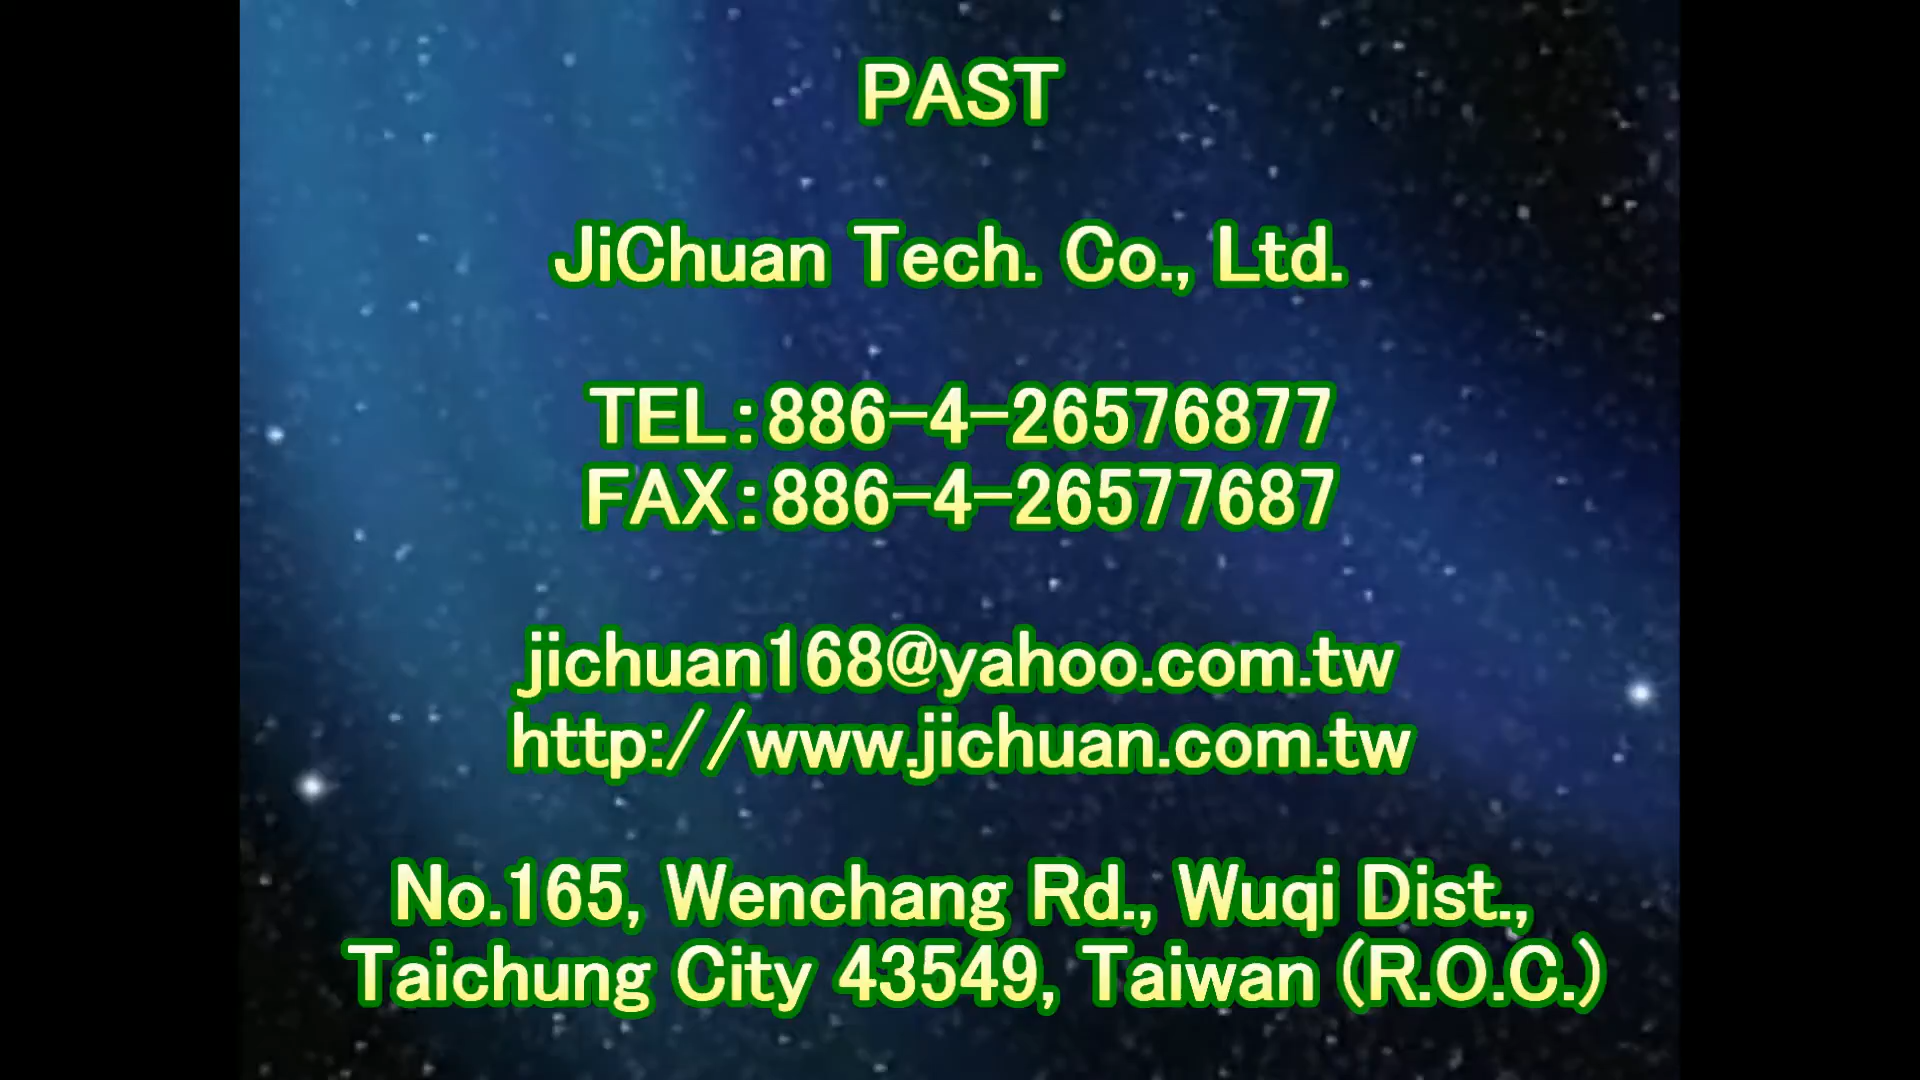 PAST
JiChuan Tech. Co., Ltd.
TEL:886-4-26576877
FAX:886-4-26577687
jichuan168@yahoo.com.tw
http://www.jichuan.com.tw
No.165, Wenchang Rd., Wuqi Dist.,
Taichung City 43549, Taiwan (R.O.C.)